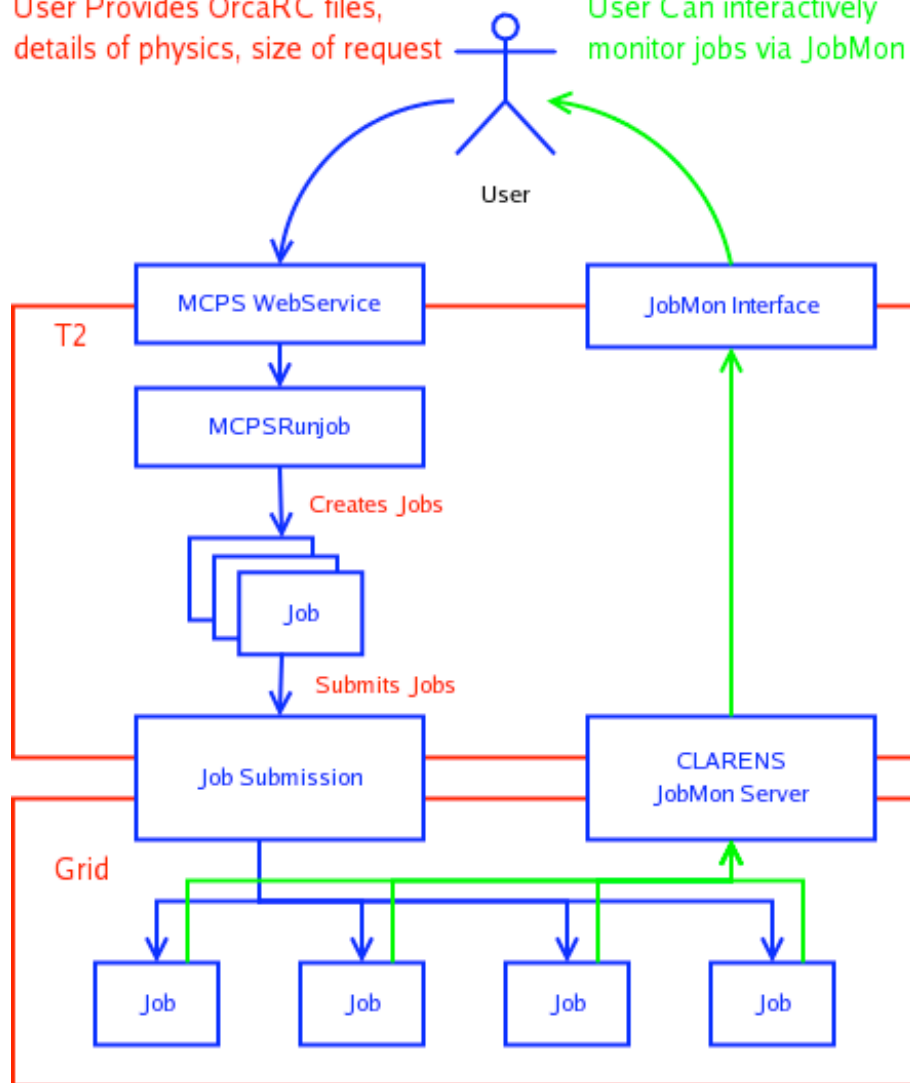 User Provides OrcaRC files,
details of physics, size of request
User Can interactively
monitor jobs via JobMon
User
MCPS WebService
JobMon Interface
T2
MCPSRunjob
Creates Jobs
Job
Submits Jobs
Job Submission
CLARENS
JobMon Server
Grid
Job
Job
Job
Job